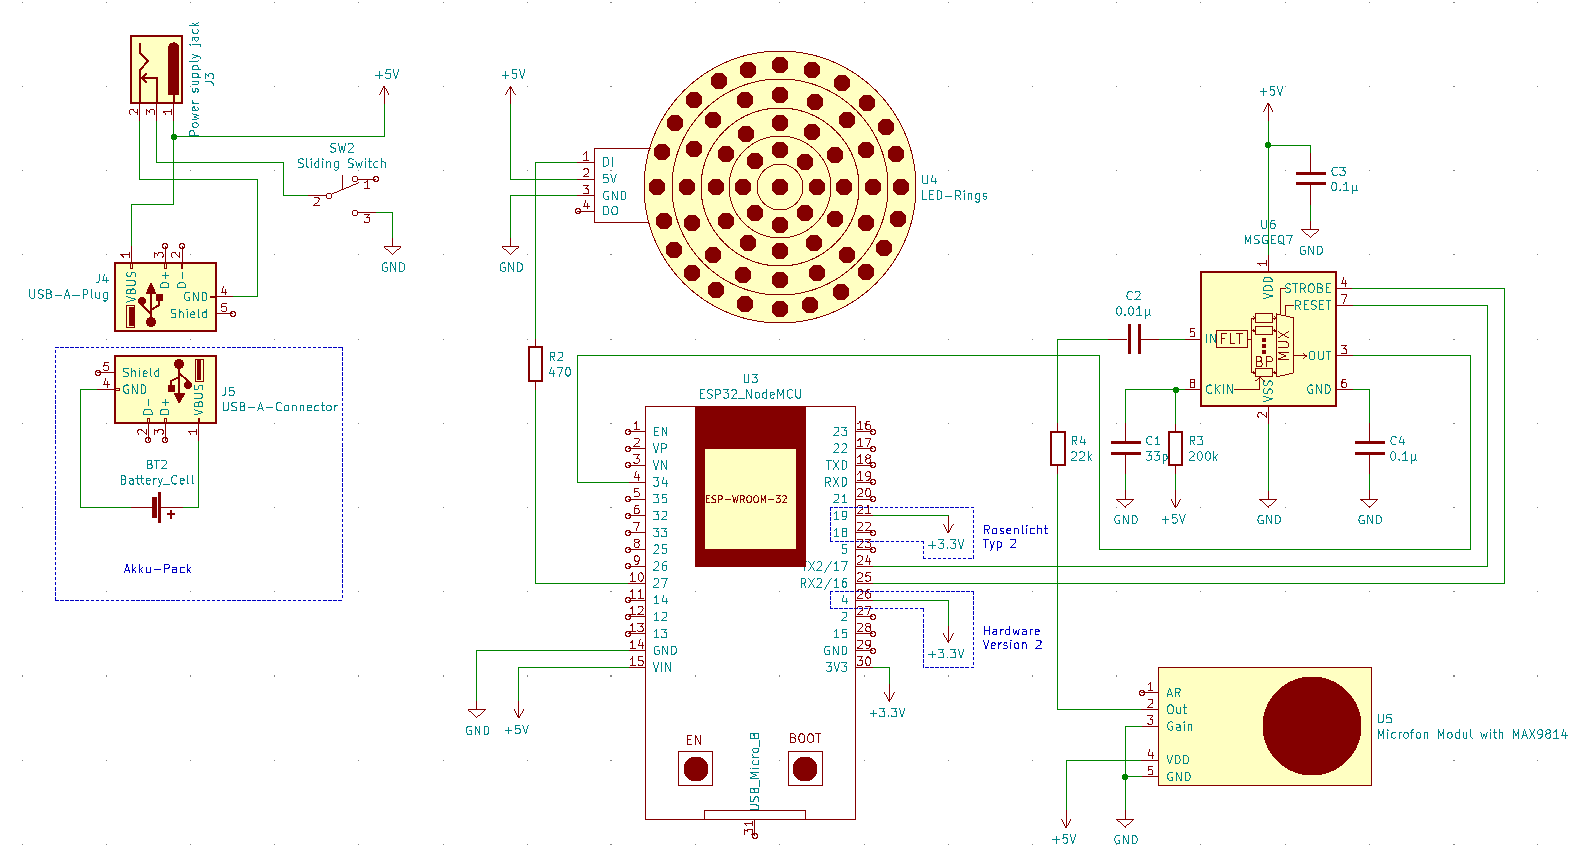 Power supply jack
J3
2
3
1
+5V
SW2
Sliding Switch
1
2
3
GND
J4
USB-A-Plug
1
3
2
VBUS
D+
D-
GND
4
Shield
5
5
Shield
4
GND
D-
D+
VBUS
2
3
1
J5
USB-A-Connector
BT2
Battery_Cell
+
Akku-Pack
+5V
1
DI
2
5V
3
GND
4
DO
GND
U4
LED-Rings
R2
470
U3
ESP32_NodeMCU
ESP-WROOM-32
1
EN
2
VP
3
VN
4
34
5
35
6
32
7
33
8
25
9
26
10
27
11
14
12
12
13
13
14
GND
15
VIN
23
16
22
17
TXD
18
RXD
19
21
20
19
21
18
22
5
23
TX2/17
24
RX2/16
25
4
26
2
27
15
28
GND
29
3V3
30
+3.3V
Rosenlicht
Typ 2
+3.3V
Hardware
Version 2
+3.3V
GND
+5V
EN
BOOT
USB_Micro_B
31
+5V
C3
0.1µ
GND
U6
MSGEQ7
1
VDD
STROBE
4
RESET
7
5
IN
FLT
MUX
BP
OUT
3
8
CKIN
VSS
2
GND
6
C2
0.01µ
R4
22k
C1
33p
R3
200k
C4
0.1µ
GND
+5V
GND
GND
1
AR
2
Out
3
Gain
4
VDD
5
GND
U5
Microfon Modul with MAX9814
+5V
GND